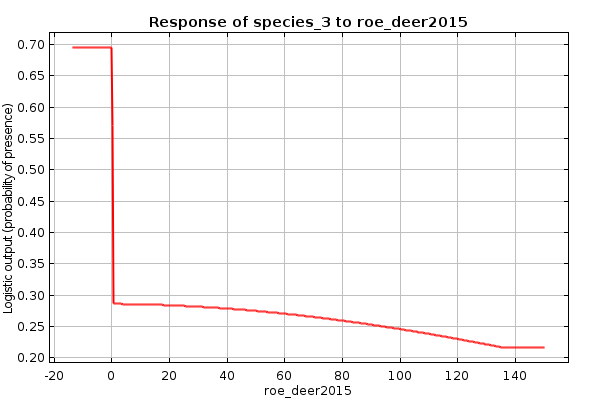 Response of species_3 to roe_deer2015
Logistic output (probability of presence)
0.70
0.65
0.60
0.55
0.50
0.45
0.40
0.35
0.30
0.25
0.20
-20 0 20 40 60 80 100 120 140
roe_deer2015